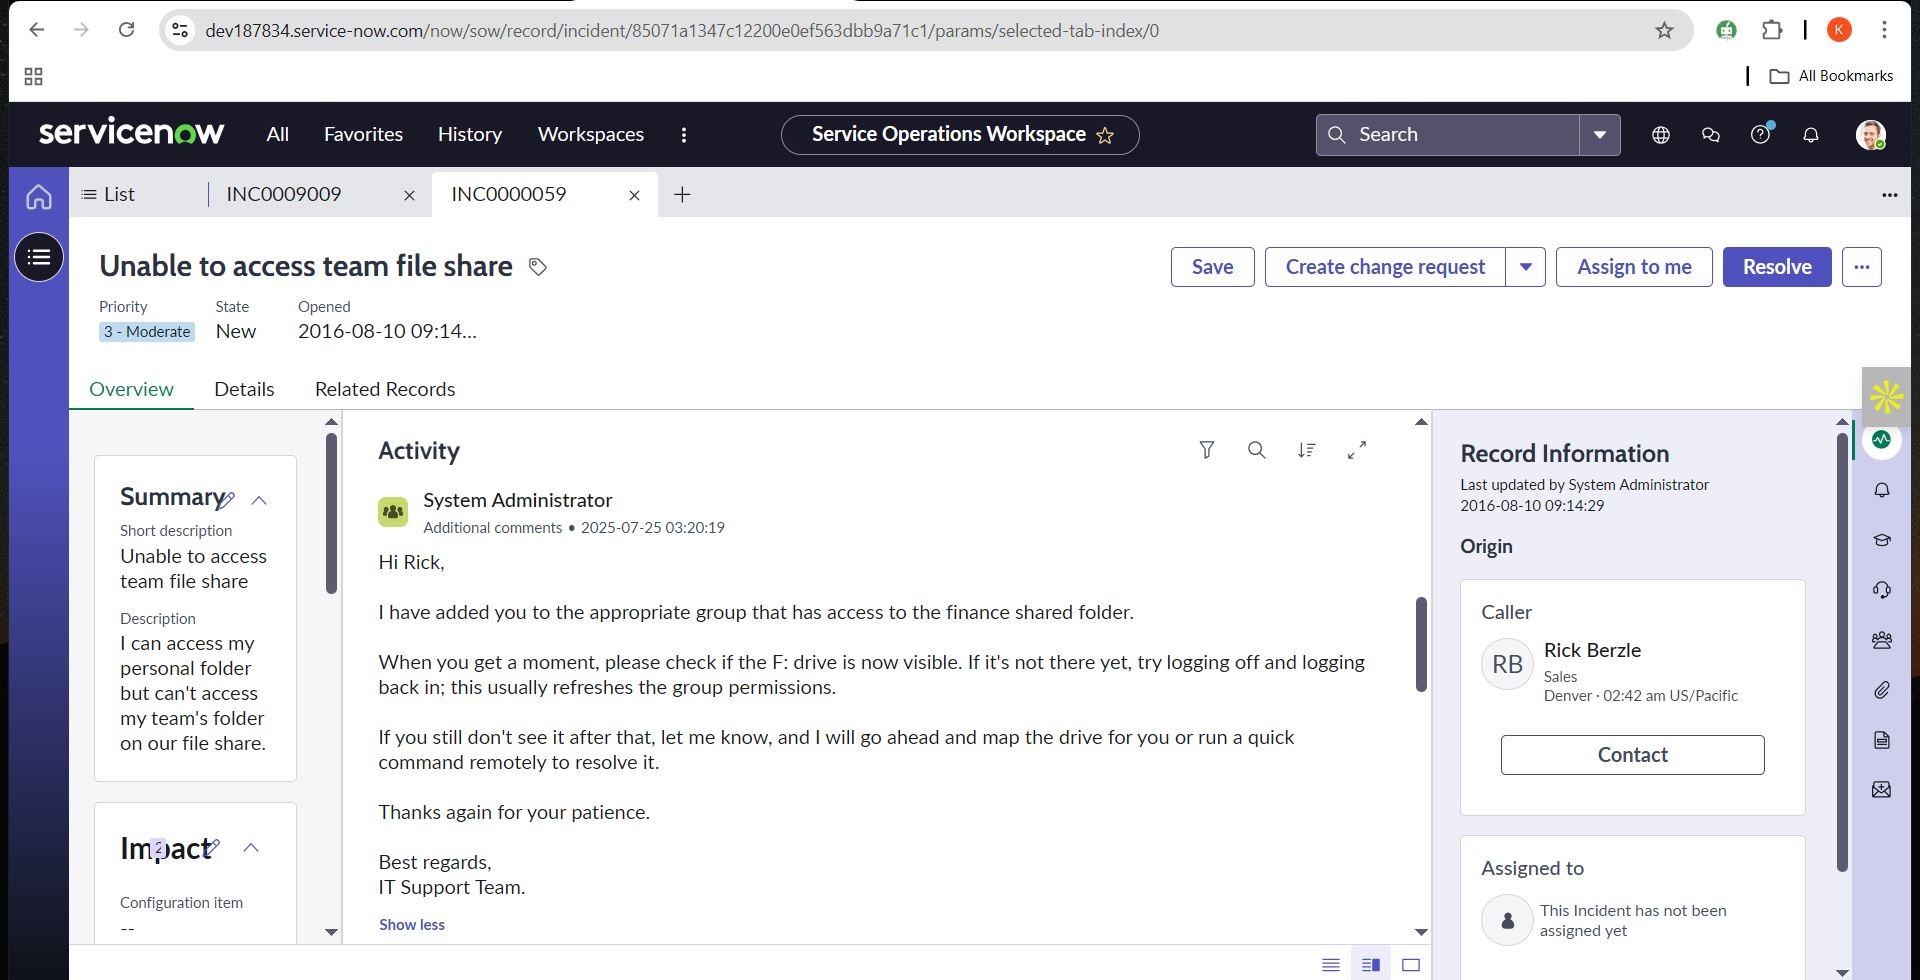 dev187834.service-now.com/now/sow/record/incident/85071a1347c12200e0ef563dbb9a71c1/params/selected-tab-index/0
K
All Bookmarks
servicenow
All
Favorites
History
Workspaces
Service Operations Workspace
Search
List
INC0009009
INC0000059
Unable to access team file share
Save
Create change request
Assign to me
Resolve
Priority
State
Opened
3 - Moderate
New
2016-08-10 09:14...
Overview
Details
Related Records
Summary
Short description
Unable to access
team file share
Description
I can access my
personal folder
but can't access
my team's folder
on our file share.
Impact
2
Configuration item
--
Activity
System Administrator
Additional comments • 2025-07-25 03:20:19
Hi Rick,
I have added you to the appropriate group that has access to the finance shared folder.
When you get a moment, please check if the F: drive is now visible. If it's not there yet, try logging off and logging
back in; this usually refreshes the group permissions.
If you still don't see it after that, let me know, and I will go ahead and map the drive for you or run a quick
command remotely to resolve it.
Thanks again for your patience.
Best regards,
IT Support Team.
Show less
Record Information
Last updated by System Administrator
2016-08-10 09:14:29
Origin
Caller
RB
Rick Berzle
Sales
Denver · 02:42 am US/Pacific
Contact
Assigned to
This Incident has not been
assigned yet